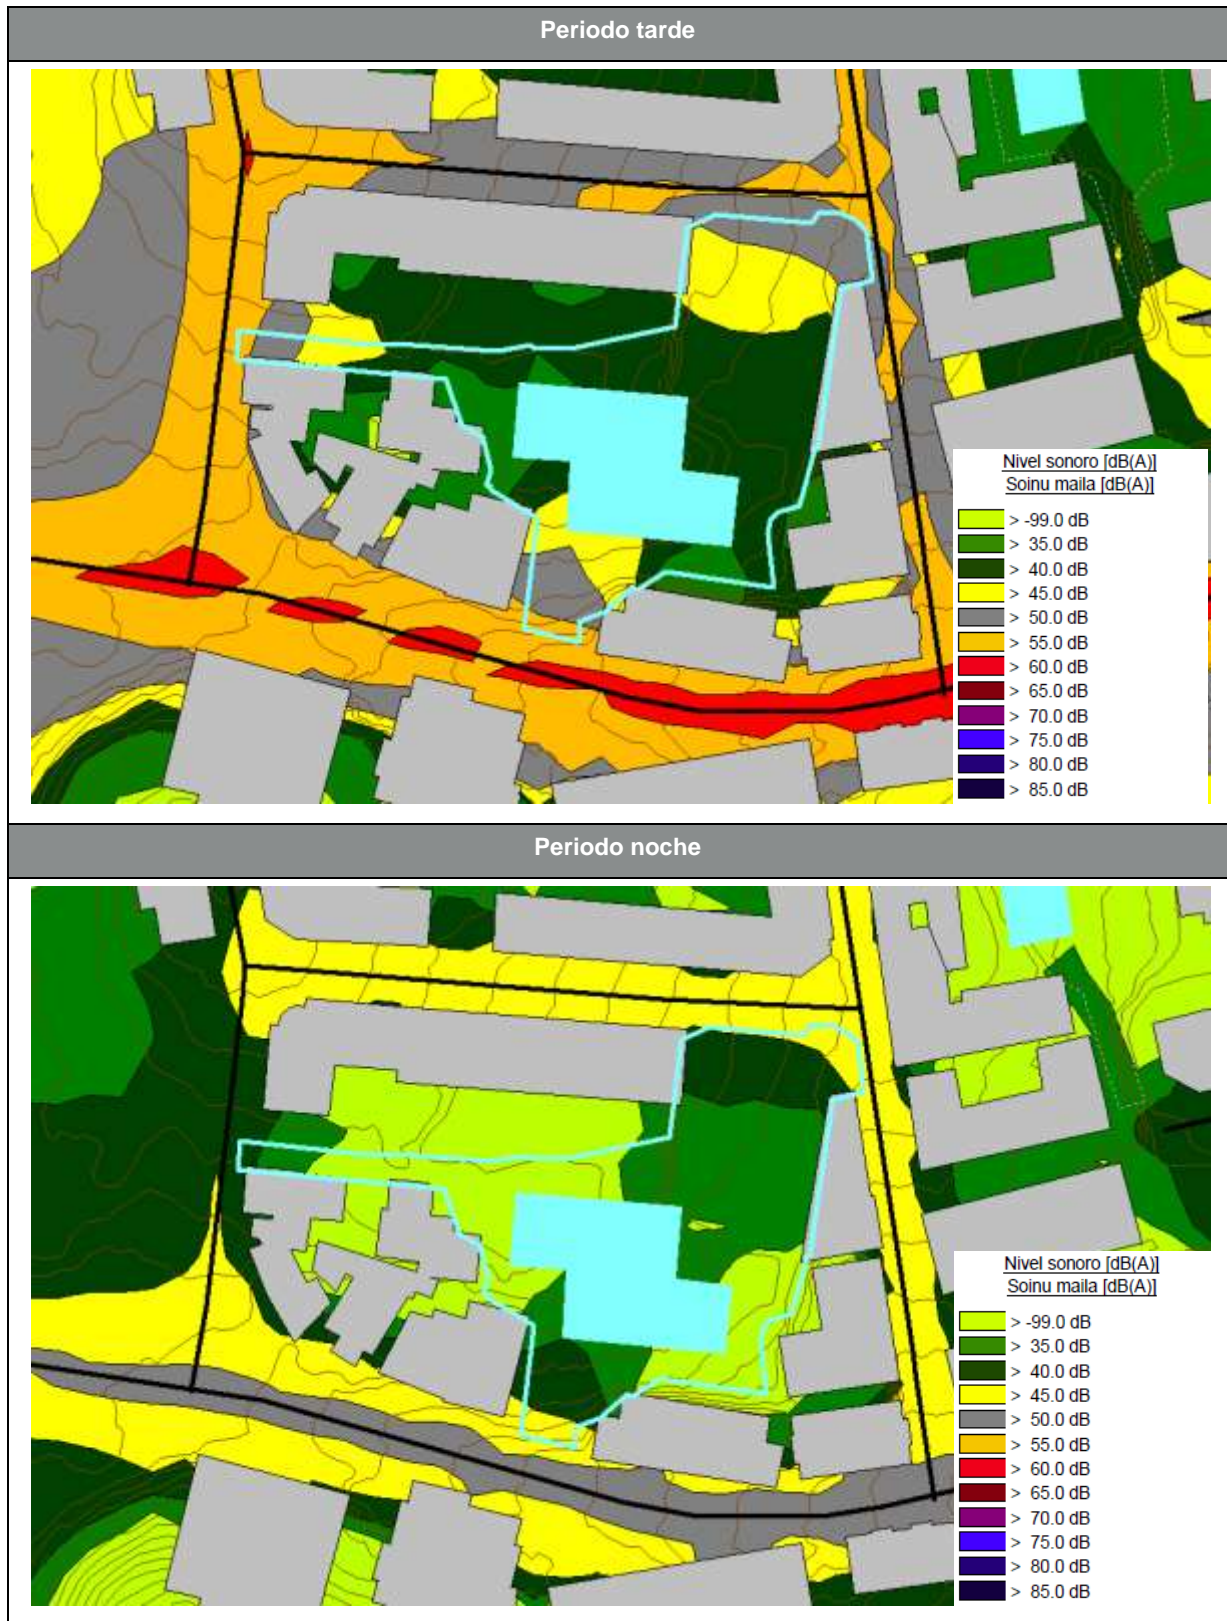 Periodo tarde
Nivel sonoro [dB(A)]
Soinu maila [dB(A)]
> -99.0 dB
> 35.0 dB
> 40.0 dB
> 45.0 dB
> 50.0 dB
> 55.0 dB
> 60.0 dB
> 65.0 dB
> 70.0 dB
> 75.0 dB
> 80.0 dB
> 85.0 dB
Periodo noche
Nivel sonoro [dB(A)]
Soinu maila [dB(A)]
> -99.0 dB
> 35.0 dB
> 40.0 dB
> 45.0 dB
> 50.0 dB
> 55.0 dB
> 60.0 dB
> 65.0 dB
> 70.0 dB
> 75.0 dB
> 80.0 dB
> 85.0 dB